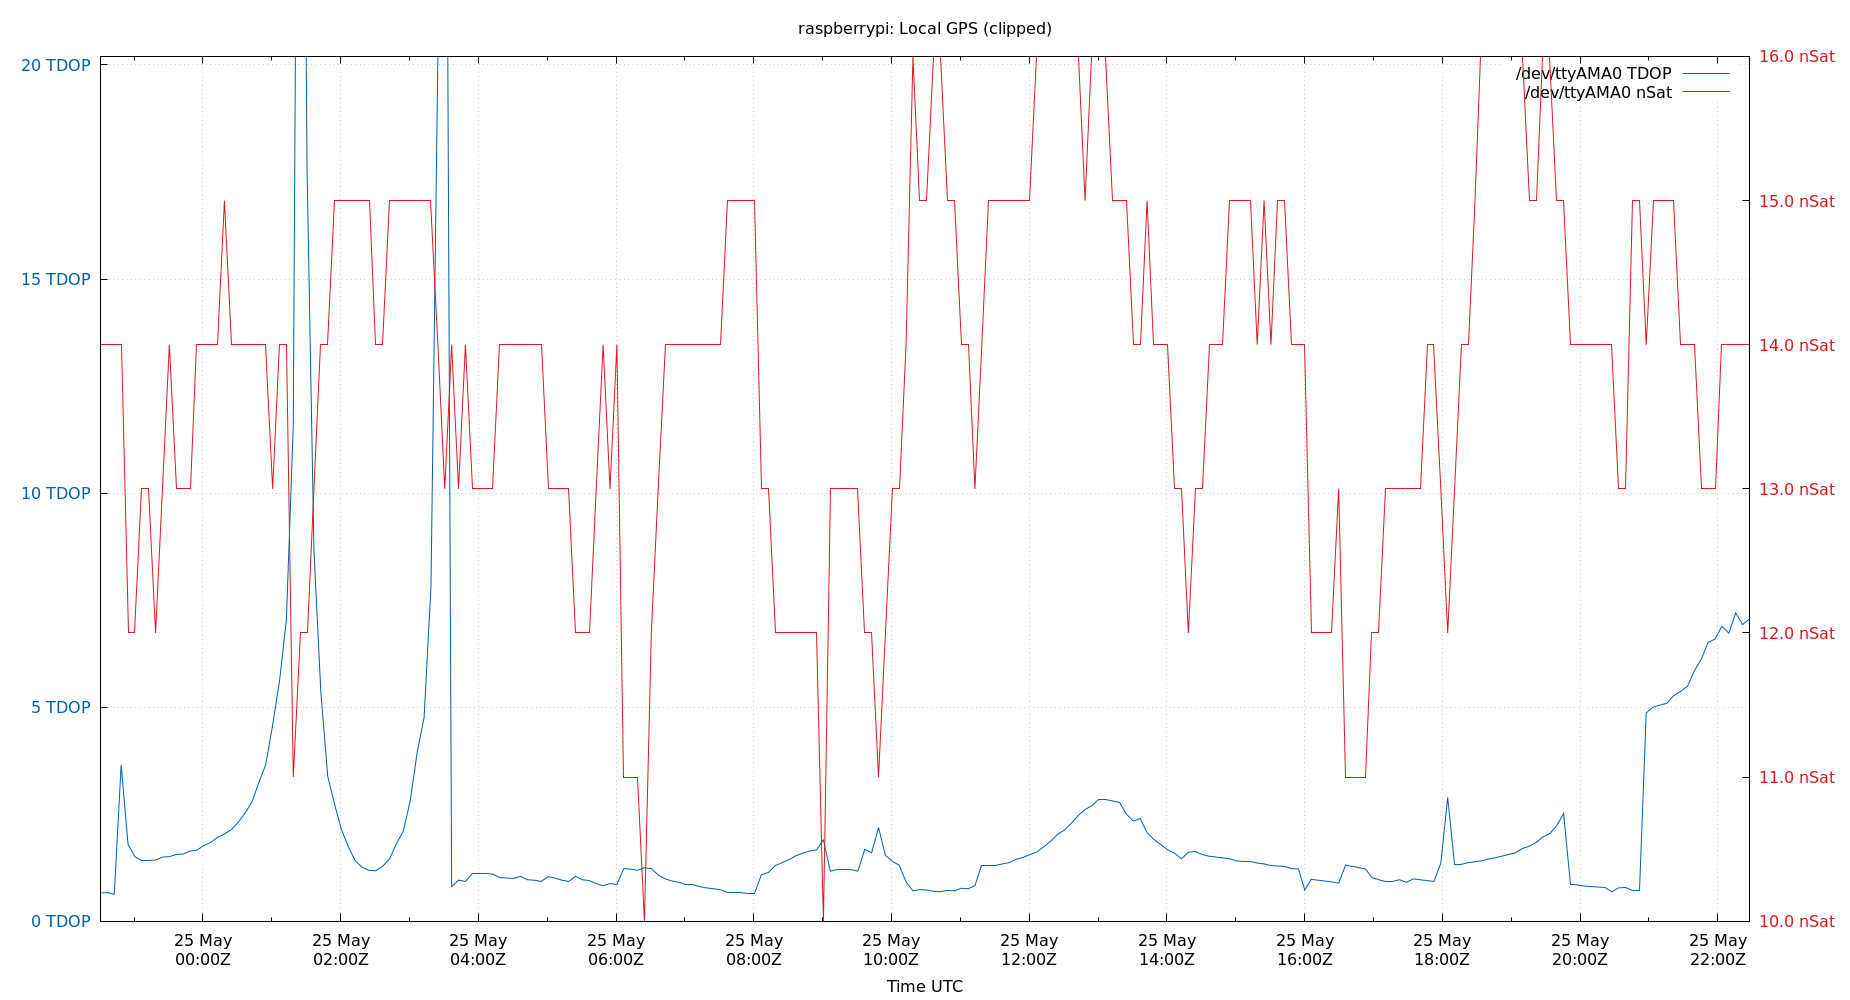 raspberrypi: Local GPS (clipped)
20 TDOP
15 TDOP
10 TDOP
5 TDOP
0 TDOP
16.0 nSat
15.0 nSat
14.0 nSat
13.0 nSat
12.0 nSat
11.0 nSat
10.0 nSat
/dev/ttyAMA0 TDOP
/dev/ttyAMA0 nSat
25 May
00:00Z
25 May
02:00Z
25 May
04:00Z
25 May
06:00Z
25 May
08:00Z
25 May
10:00Z
25 May
12:00Z
25 May
14:00Z
25 May
16:00Z
25 May
18:00Z
25 May
20:00Z
25 May
22:00Z
Time UTC